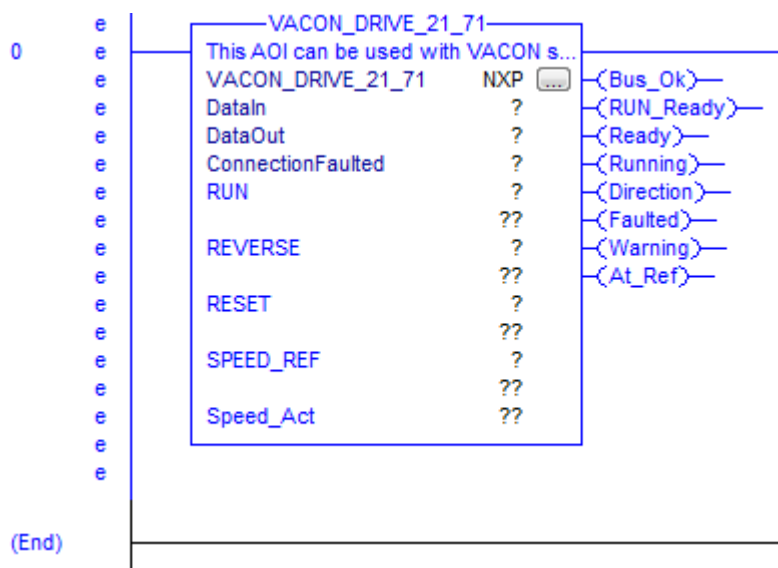 e VACON_DRIVE_21_71
0 e This AOI can be used with VACON s...
e VACON_DRIVE_21_71 NXP ... (Bus_Ok)
e DataIn ? (RUN_Ready)
e DataOut ? (Ready)
e ConnectionFaulted ? (Running)
e RUN ? (Direction)
e ?? (Faulted)
e REVERSE ? (Warning)
e ?? (At_Ref)
e RESET ?
e ??
e SPEED_REF ?
e ??
e Speed_Act ??
e
e
(End)